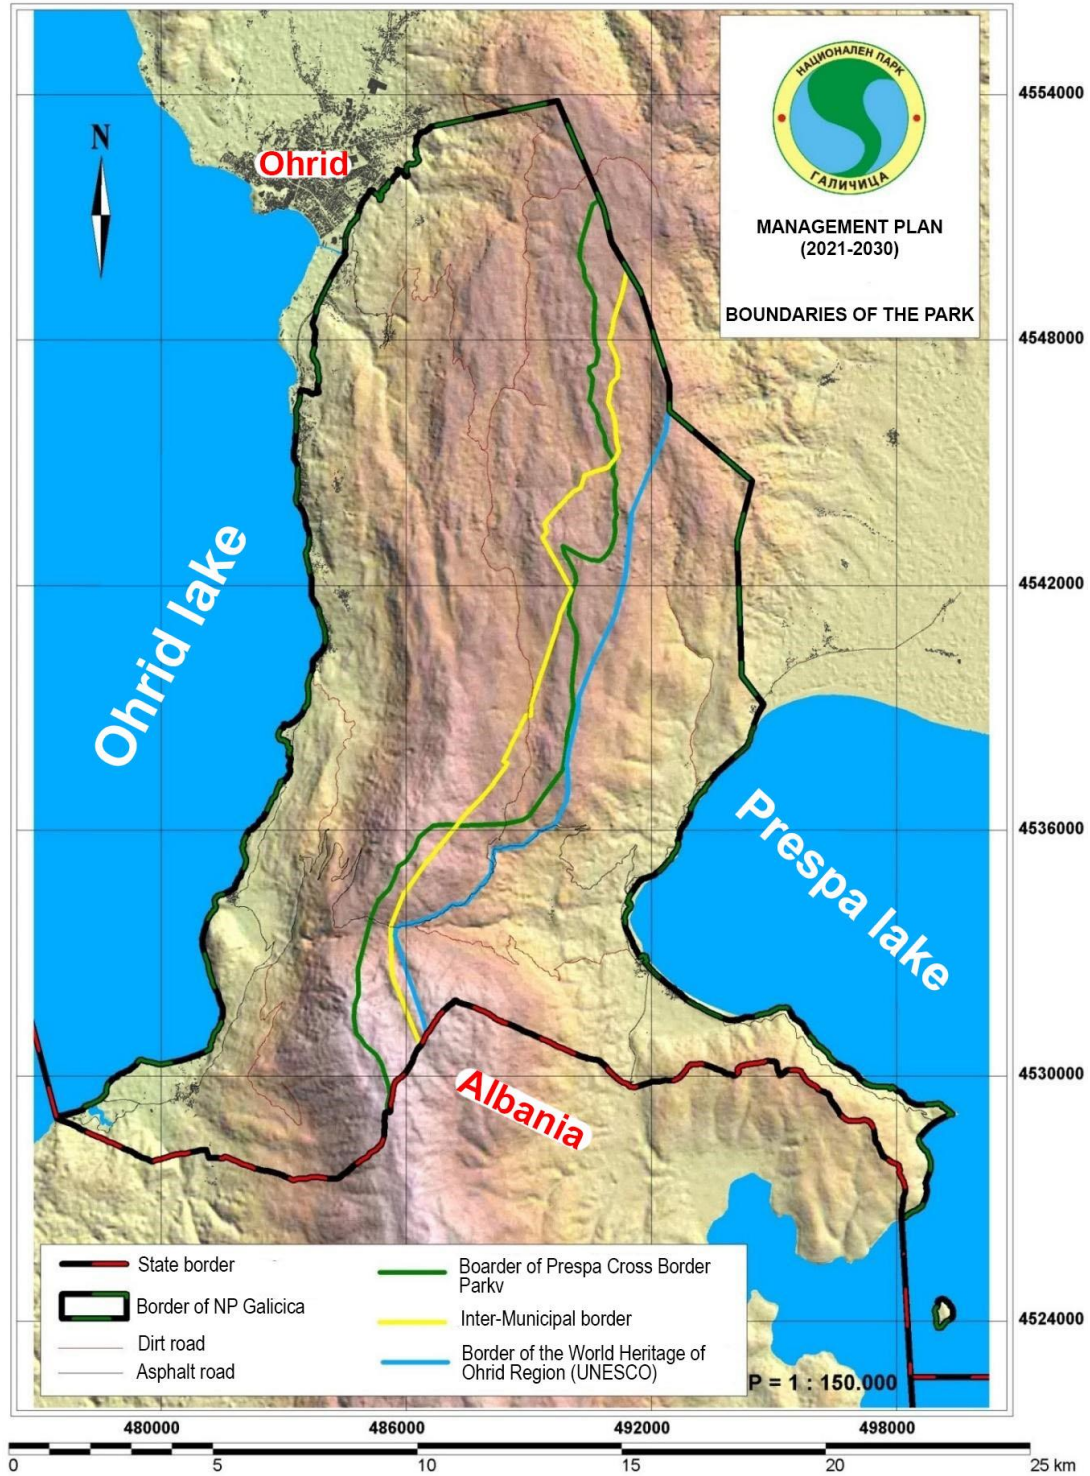 НАЦИОНАЛЕН ПАРК
ГАЛИЧИЦА
MANAGEMENT PLAN
(2021-2030)
BOUNDARIES OF THE PARK
N
Ohrid
Ohrid lake
Prespa lake
Albania
4554000
4548000
4542000
4536000
4530000
4524000
State border
Border of NP Galicica
Dirt road
Asphalt road
Boarder of Prespa Cross Border
Parkv
Inter-Municipal border
Border of the World Heritage of
Ohrid Region (UNESCO)
P = 1 : 150.000
480000 486000 492000 498000
0 5 10 15 20 25 km